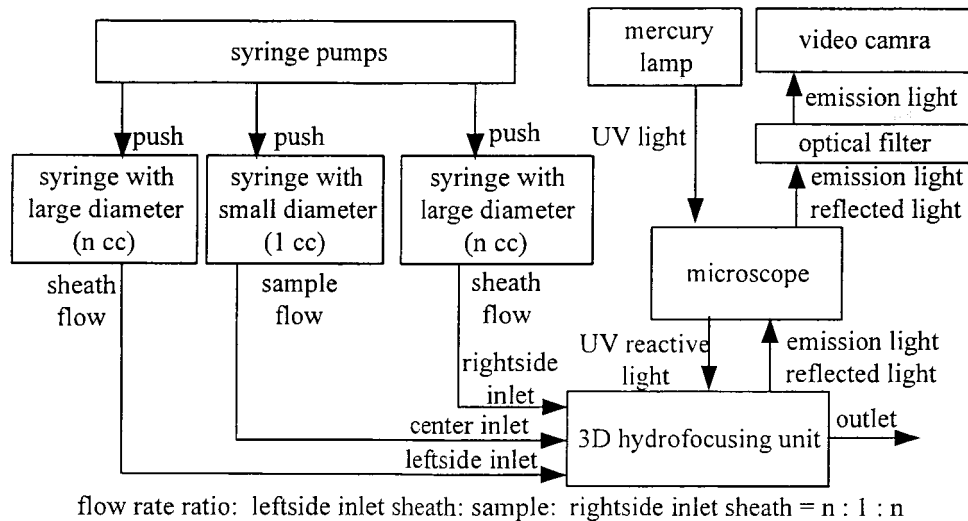 syringe pumps
mercury
lamp
video camra
emission light
push
push
push
UV light
optical filter
syringe with
large diameter
(n cc)
syringe with
small diameter
(1 cc)
syringe with
large diameter
(n cc)
emission light
reflected light
microscope
sheath
flow
sample
flow
sheath
flow
UV reactive
light
emission light
reflected light
rightside
inlet
center inlet
leftside inlet
3D hydrofocusing unit
outlet
flow rate ratio: leftside inlet sheath: sample: rightside inlet sheath = n : 1 : n